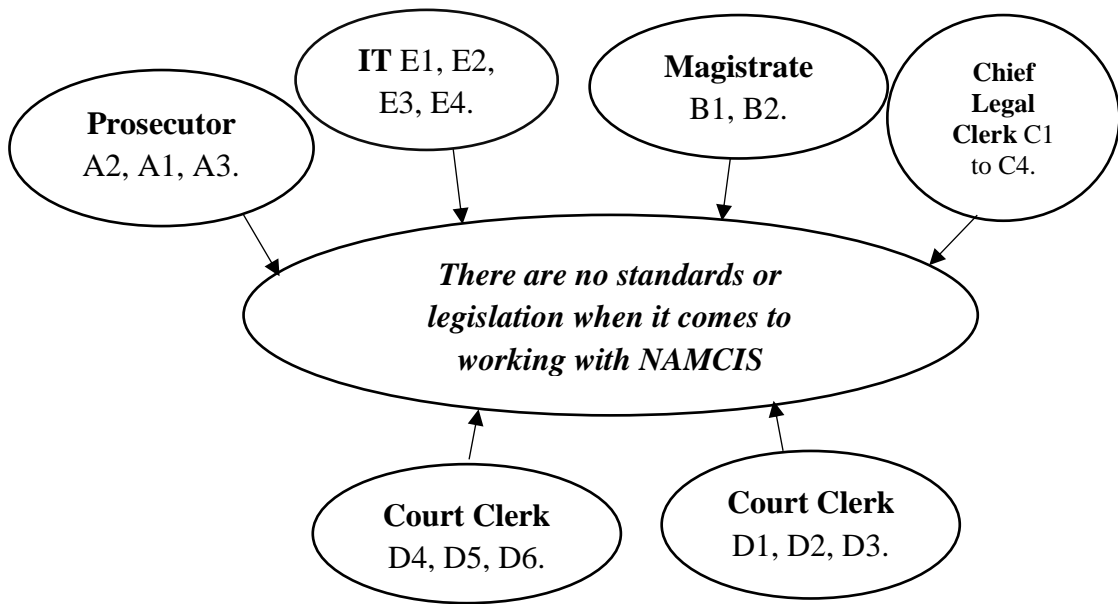 IT E1, E2,
E3, E4.
Magistrate
B1, B2.
Chief
Legal
Clerk C1
to C4.
Prosecutor
A2, A1, A3.
There are no standards or
legislation when it comes to
working with NAMCIS
Court Clerk
D4, D5, D6.
Court Clerk
D1, D2, D3.